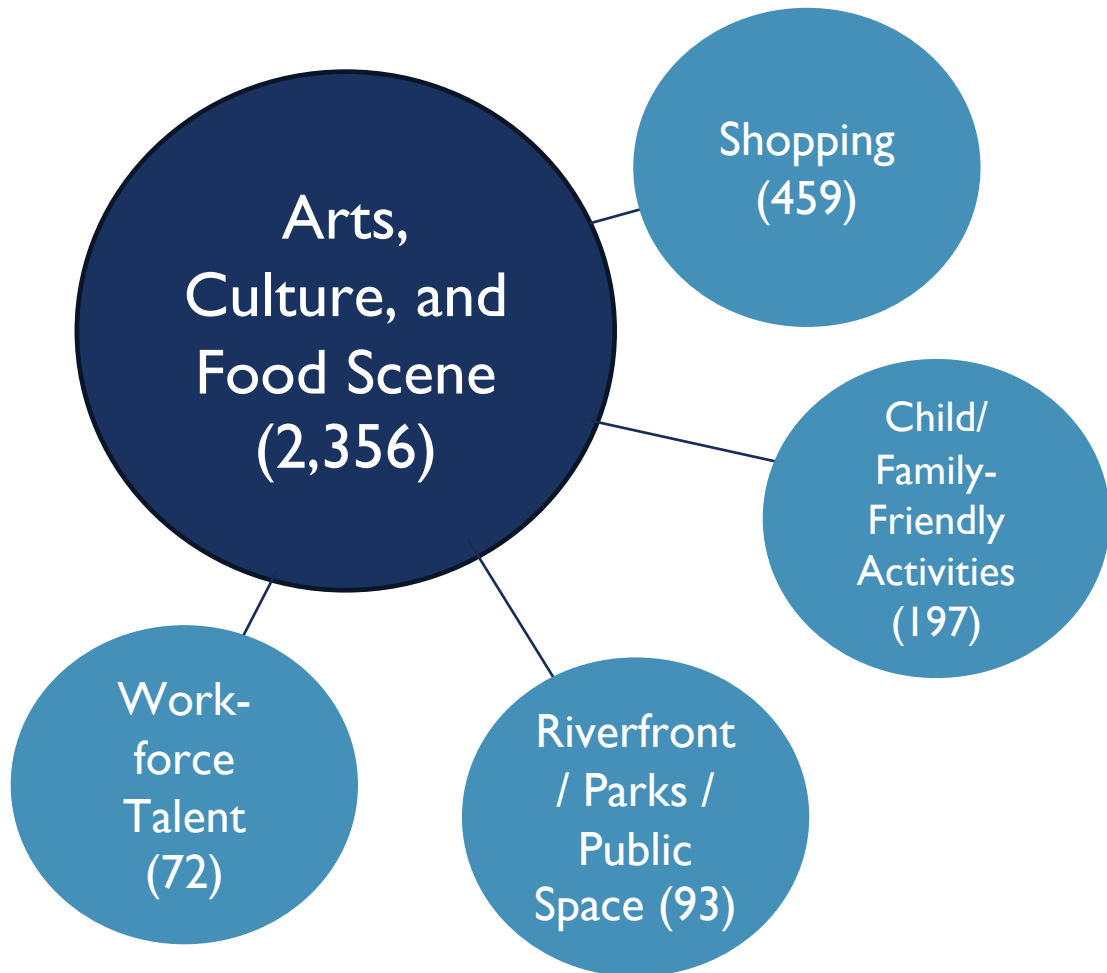 Arts,
Culture, and
Food Scene
(2,356)
Shopping
(459)
Child/
Family-
Friendly
Activities
(197)
Riverfront
/ Parks /
Public
Space (93)
Work-
force
Talent
(72)